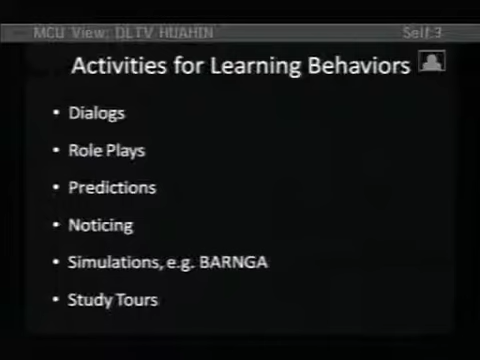 MCU View: DLTV HUAHIN Self:3
Activities for Learning Behaviors
• Dialogs
• Role Plays
• Predictions
• Noticing
• Simulations, e.g. BARNGA
• Study Tours